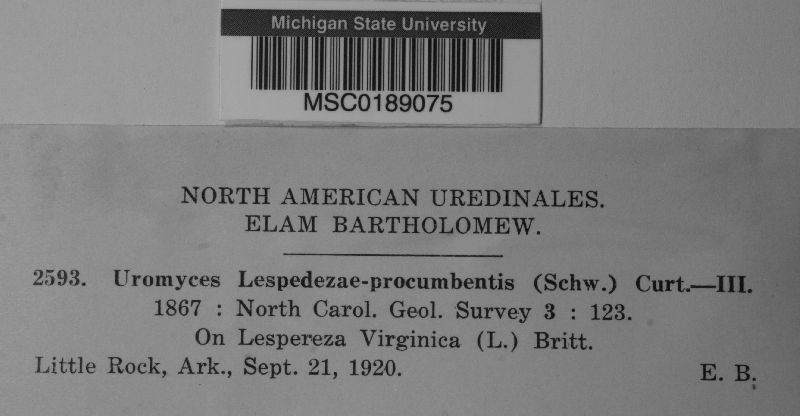 Michigan State University
MSC0189075
NORTH AMERICAN UREDINALES.
ELAM BARTHOLOMEW.
2593. Uromyces Lespedezae-procumbentis (Schw.) Curt.—III.
1867 : North Carol. Geol. Survey 3 : 123.
On Lespereza Virginica (L.) Britt.
Little Rock, Ark., Sept. 21, 1920. E. B.